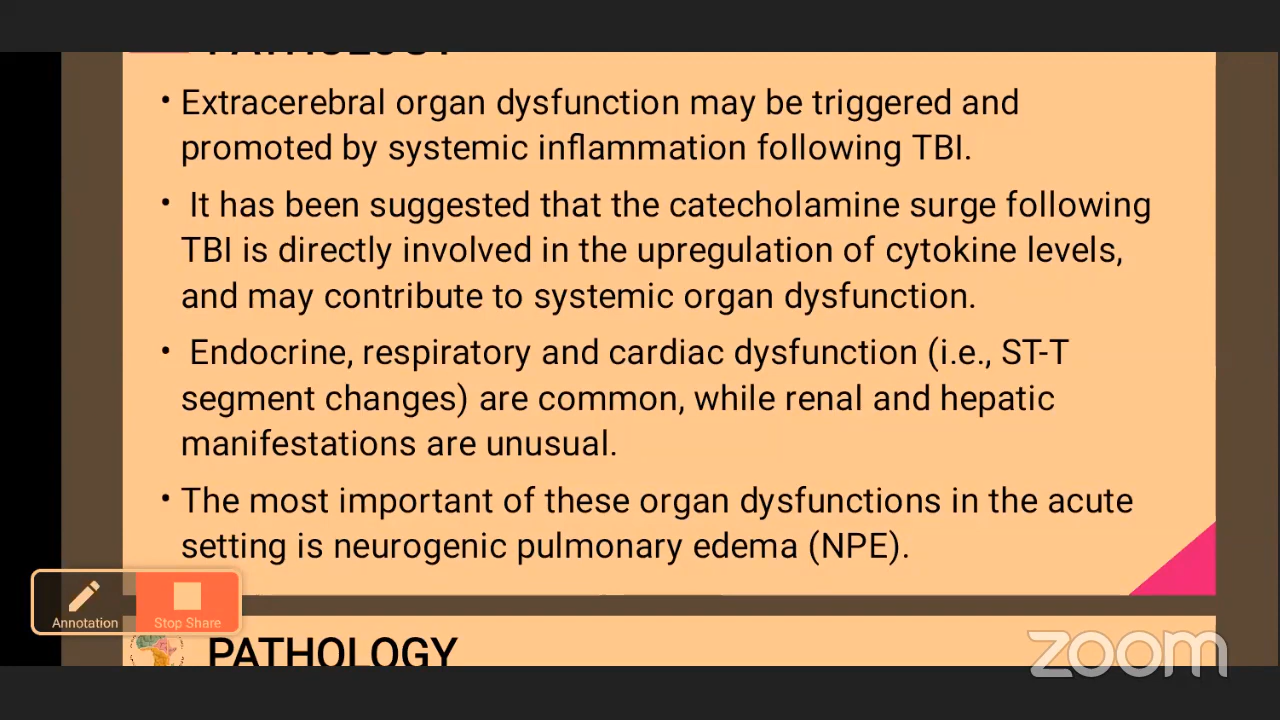 PATHOLOGY
• Extracerebral organ dysfunction may be triggered and
promoted by systemic inflammation following TBI.
• It has been suggested that the catecholamine surge following
TBI is directly involved in the upregulation of cytokine levels,
and may contribute to systemic organ dysfunction.
• Endocrine, respiratory and cardiac dysfunction (i.e., ST-T
segment changes) are common, while renal and hepatic
manifestations are unusual.
• The most important of these organ dysfunctions in the acute
setting is neurogenic pulmonary edema (NPE).
Annotation
Stop Share
PATHOLOGY
zoom